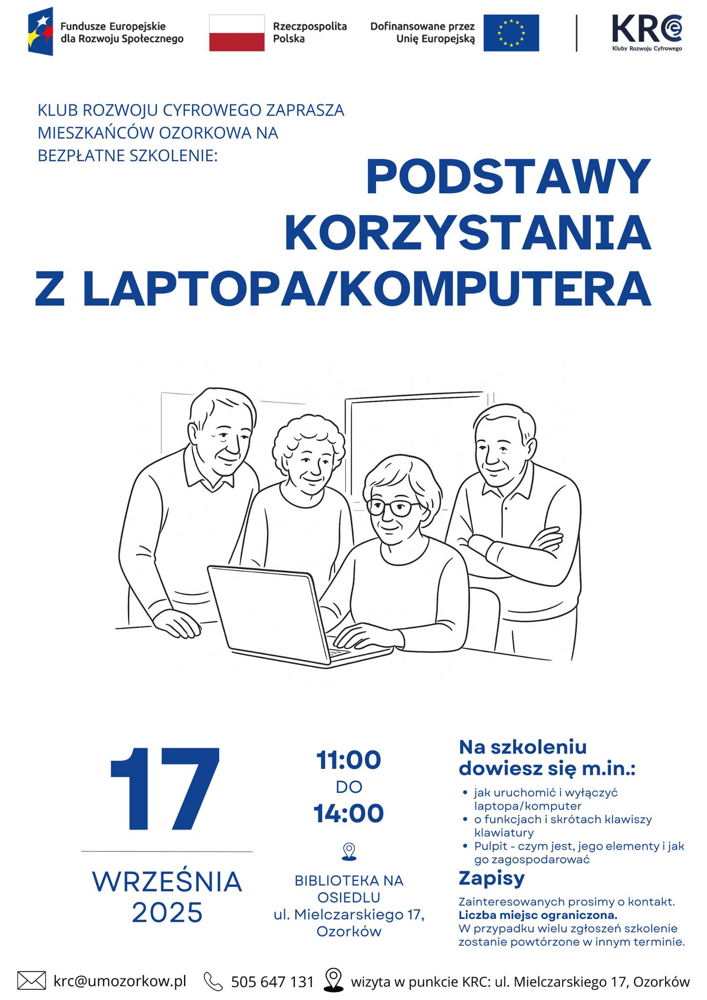 Fundusze Europejskie
dla Rozwoju Społecznego
Rzeczpospolita
Polska
Dofinansowane przez
Unię Europejską
KRC
Kluby Rozwoju Cyfrowego
KLUB ROZWOJU CYFROWEGO ZAPRASZA
MIESZKAŃCÓW OZORKOWA NA
BEZPŁATNE SZKOLENIE:
PODSTAWY
KORZYSTANIA
Z LAPTOPA/KOMPUTERA
17
WRZEŚNIA
2025
11:00
DO
14:00
BIBLIOTEKA NA
OSIEDLU
ul. Mielczarskiego 17,
Ozorków
Na szkoleniu
dowiesz się m.in.:
• jak uruchomić i wyłączyć
laptopa/komputer
• o funkcjach i skrótach klawiszy
klawiatury
• Pulpit - czym jest, jego elementy i jak
go zagospodarować
Zapisy
Zainteresowanych prosimy o kontakt.
Liczba miejsc ograniczona.
W przypadku wielu zgłoszeń szkolenie
zostanie powtórzone w innym terminie.
krc@umozorkow.pl
505 647 131
wizyta w punkcie KRC: ul. Mielczarskiego 17, Ozorków